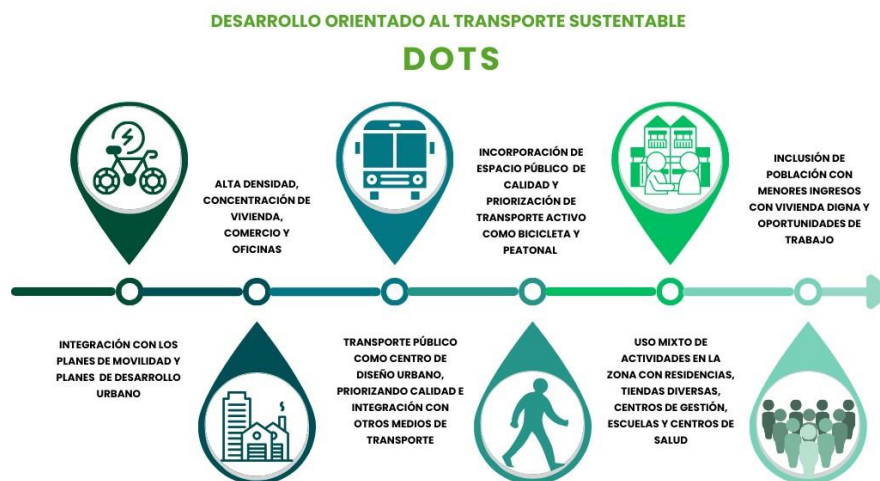 DESARROLLO ORIENTADO AL TRANSPORTE SUSTENTABLE
DOTS
INTEGRACIÓN CON LOS
PLANES DE MOVILIDAD Y
PLANES DE DESARROLLO
URBANO
ALTA DENSIDAD,
CONCENTRACIÓN DE
VIVIENDA,
COMERCIO Y
OFICINAS
TRANSPORTE PÚBLICO
COMO CENTRO DE
DISEÑO URBANO,
PRIORIZANDO CALIDAD E
INTEGRACIÓN CON
OTROS MEDIOS DE
TRANSPORTE
INCORPORACIÓN DE
ESPACIO PÚBLICO DE
CALIDAD Y
PRIORIZACIÓN DE
TRANSPORTE ACTIVO
COMO BICICLETA Y
PEATONAL
USO MIXTO DE
ACTIVIDADES EN LA
ZONA CON RESIDENCIAS,
TIENDAS DIVERSAS,
CENTROS DE GESTIÓN,
ESCUELAS Y CENTROS DE
SALUD
INCLUSIÓN DE
POBLACIÓN CON
MENORES INGRESOS
CON VIVIENDA DIGNA Y
OPORTUNIDADES DE
TRABAJO